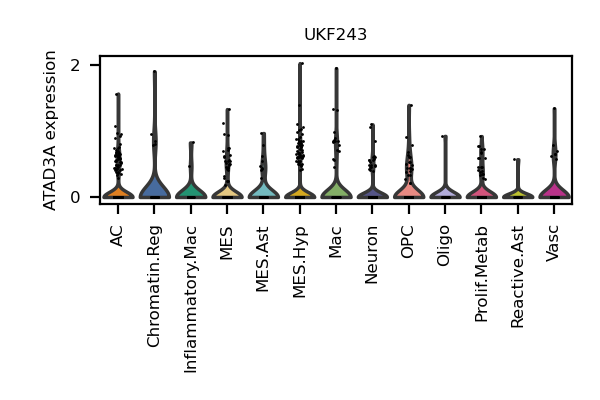 UKF243
ATAD3A expression
2
0
AC
Chromatin.Reg
Inflammatory.Mac
MES
MES.Ast
MES.Hyp
Mac
Neuron
OPC
Oligo
Prolif.Metab
Reactive.Ast
Vasc